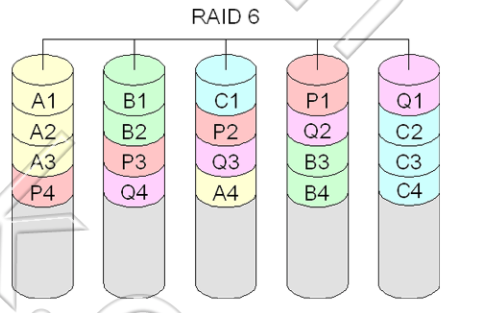 RAID 6
A1 B1 C1 P1 Q1
A2 B2 P2 Q2 C2
A3 P3 Q3 B3 C3
P4 Q4 A4 B4 C4